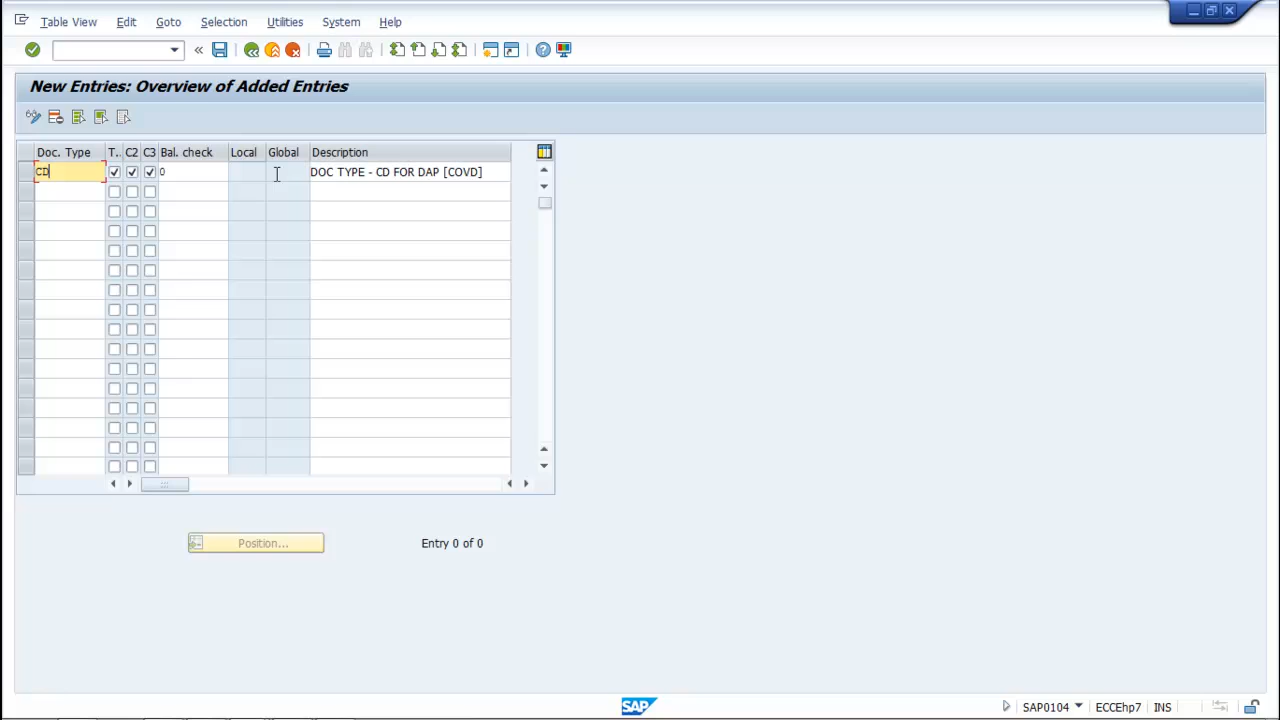 Table View Edit Goto Selection Utilities System Help
New Entries: Overview of Added Entries
Doc. Type T.. C2 C3 Bal. check Local Global Description
CD 0 DOC TYPE - CD FOR DAP [COVD]
Position... Entry 0 of 0
SAP SAP0104 ECCEhp7 INS